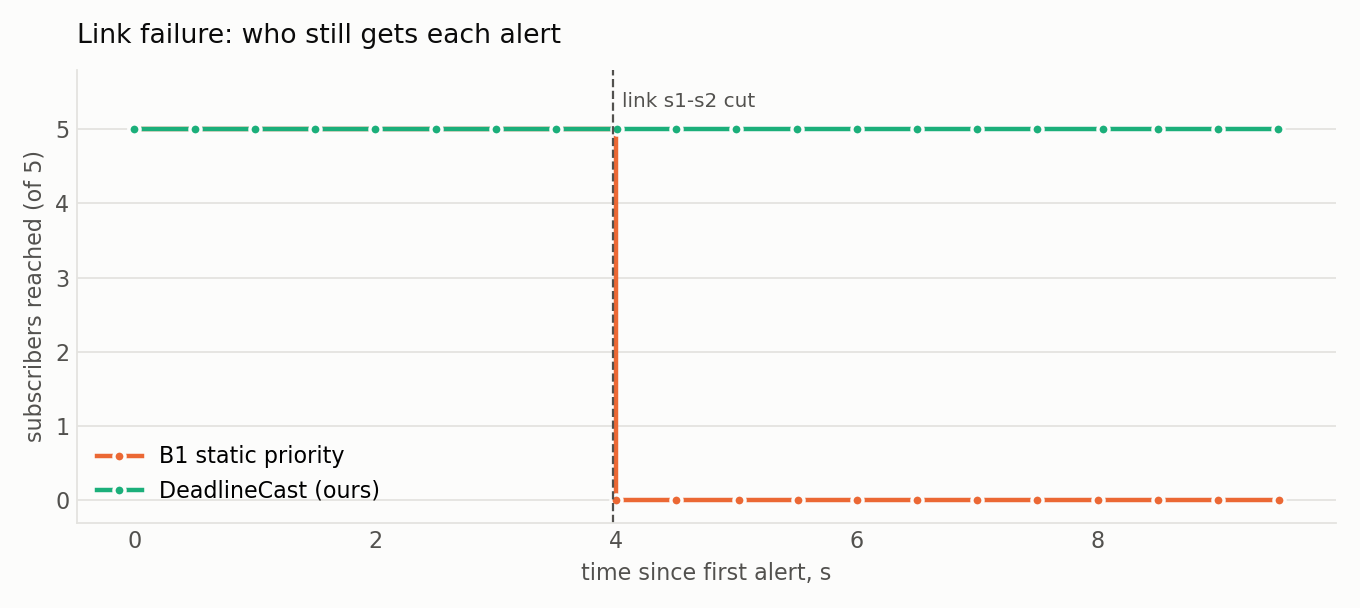 Link failure: who still gets each alert
link s1-s2 cut
subscribers reached (of 5)
5
4
3
2
1
0
B1 static priority
DeadlineCast (ours)
0 2 4 6 8
time since first alert, s